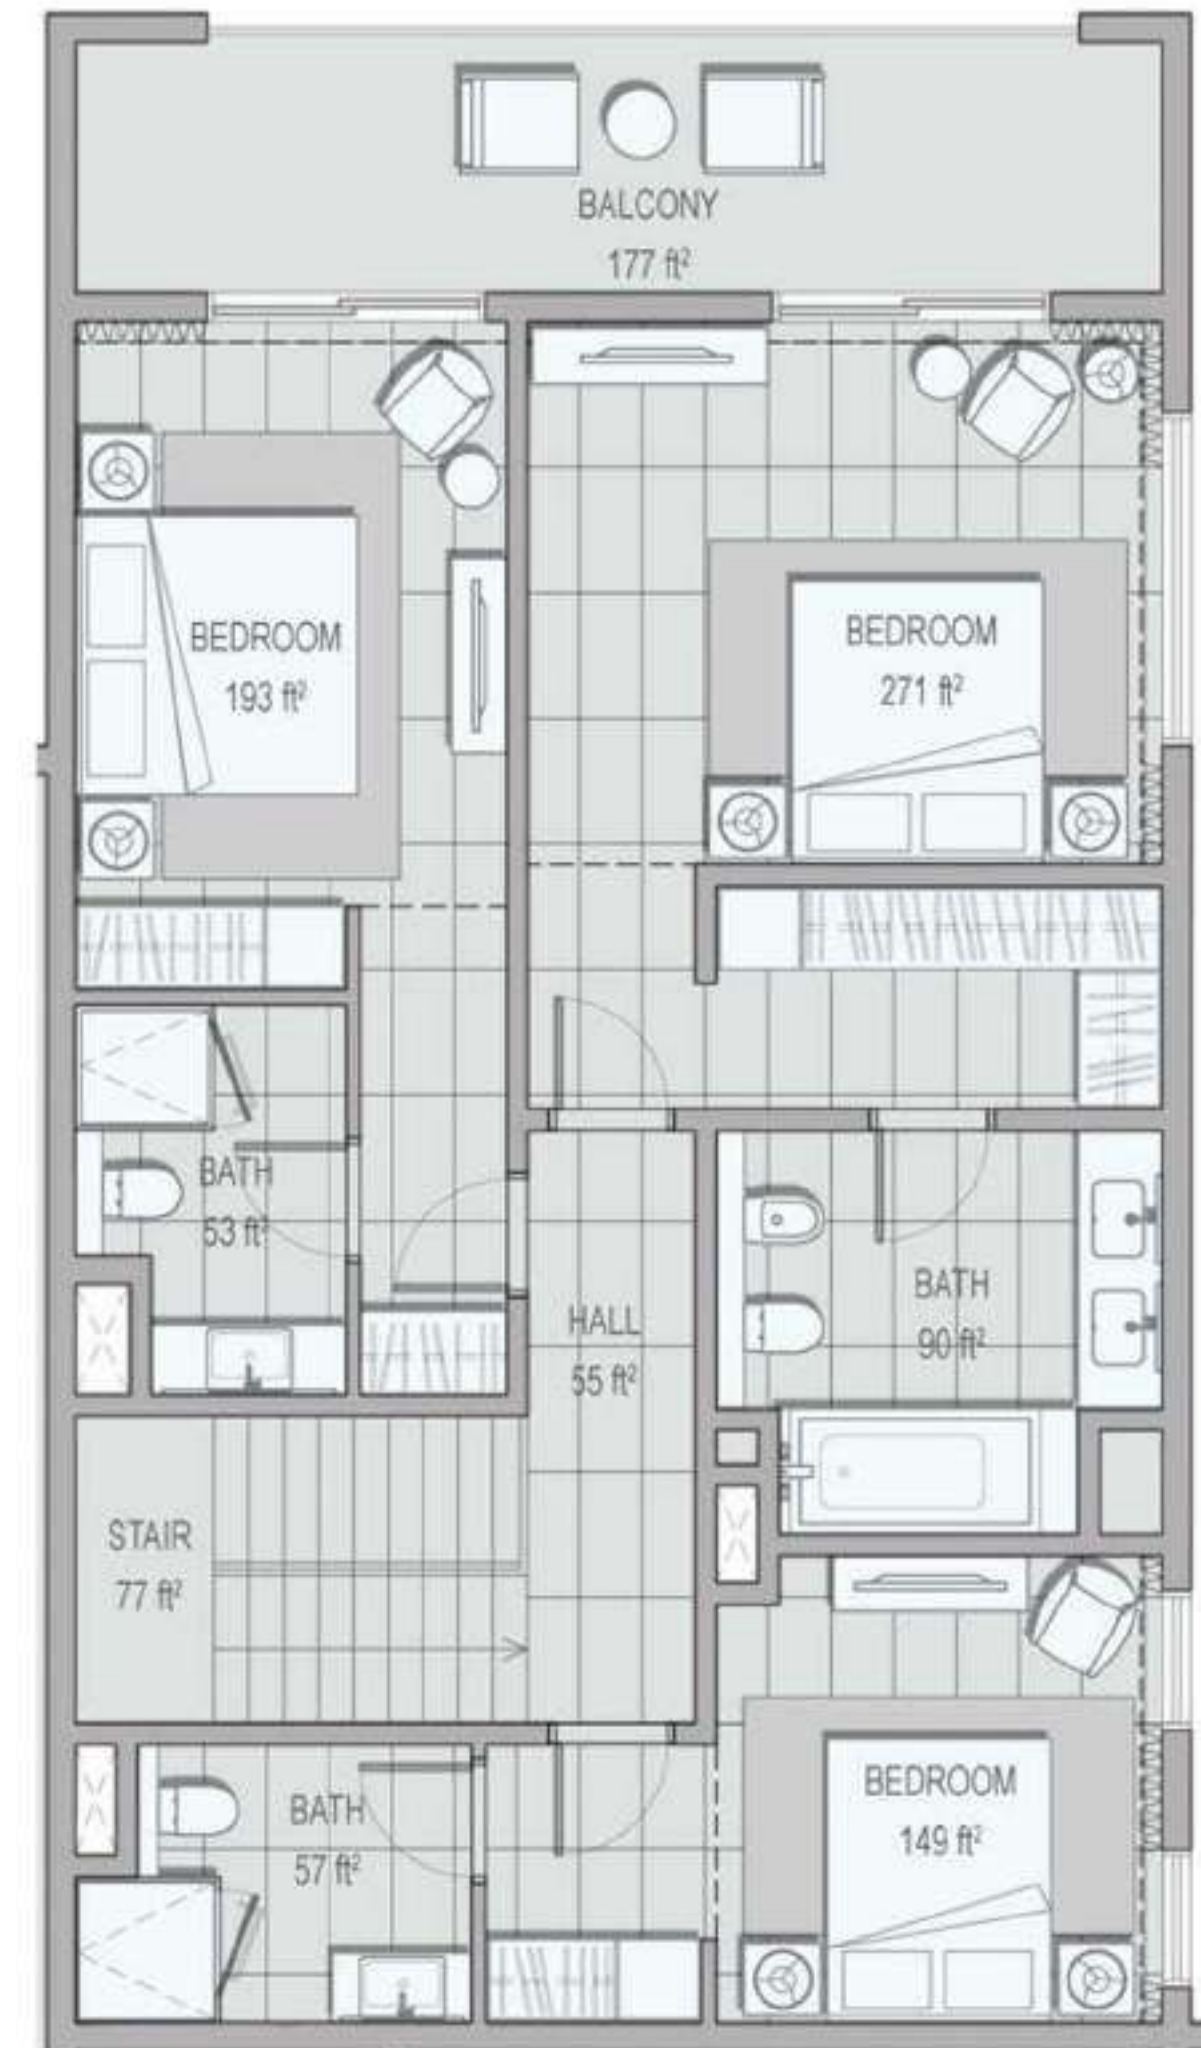 BALCONY
177 ft²
BEDROOM
193 ft²
BEDROOM
271 ft²
BATH
53 ft²
HALL
55 ft²
BATH
90 ft²
STAIR
77 ft²
BATH
57 ft²
BEDROOM
149 ft²